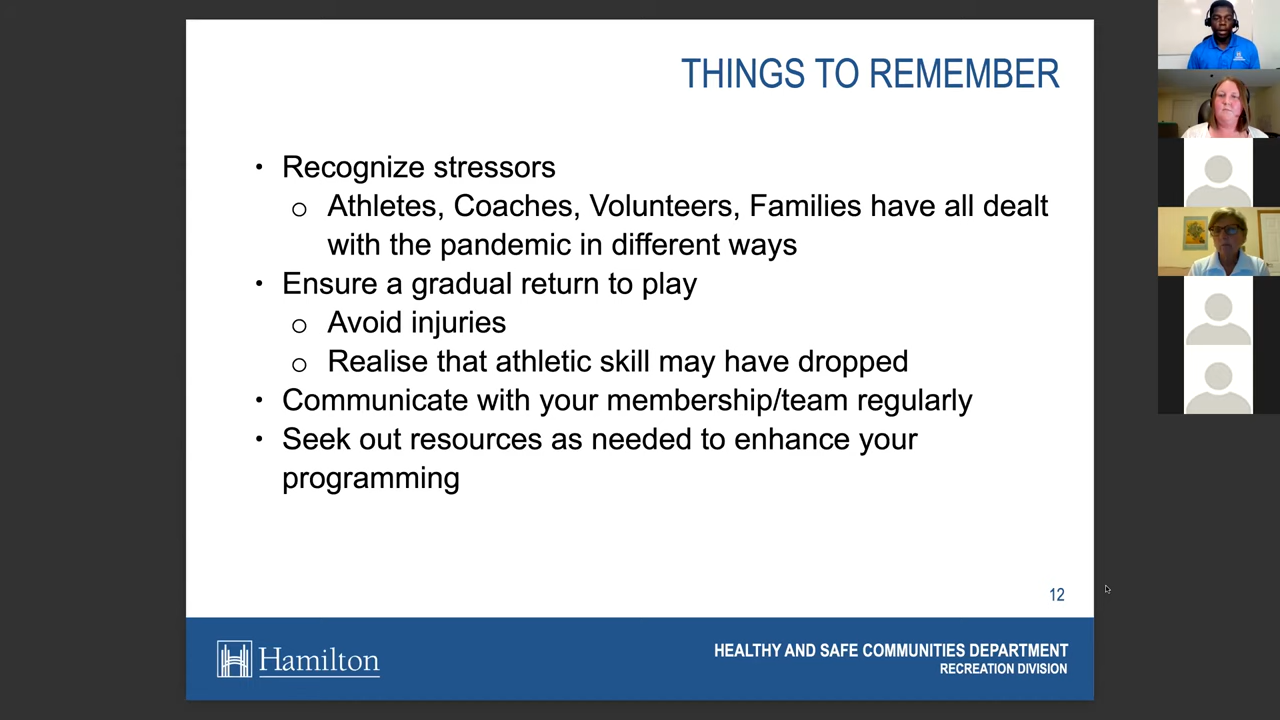 THINGS TO REMEMBER
• Recognize stressors
o Athletes, Coaches, Volunteers, Families have all dealt
with the pandemic in different ways
• Ensure a gradual return to play
o Avoid injuries
o Realise that athletic skill may have dropped
• Communicate with your membership/team regularly
• Seek out resources as needed to enhance your
programming
12
Hamilton
HEALTHY AND SAFE COMMUNITIES DEPARTMENT
RECREATION DIVISION